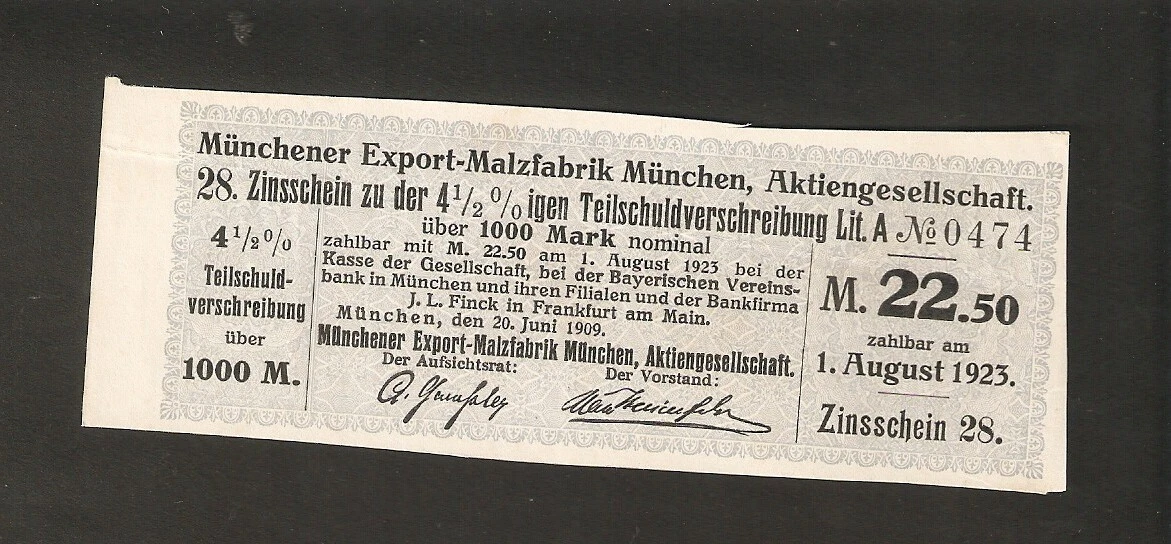 Münchener Export-Malzfabrik München, Aktiengesellschaft.
28. Zinsschein zu der 4 1/2 % igen Teilschuldverschreibung Lit. A № 0474
4 1/2 %
Teilschuld-
verschreibung
über
1000 M.
über 1000 Mark nominal
zahlbar mit M. 22.50 am 1. August 1923 bei der
Kasse der Gesellschaft, bei der Bayerischen Vereins-
bank in München und ihren Filialen und der Bankfirma
J. L. Finck in Frankfurt am Main.
München, den 20. Juni 1909.
Münchener Export-Malzfabrik München, Aktiengesellschaft.
Der Aufsichtsrat:
Der Vorstand:
M. 22.50
zahlbar am
1. August 1923.
Zinsschein 28.